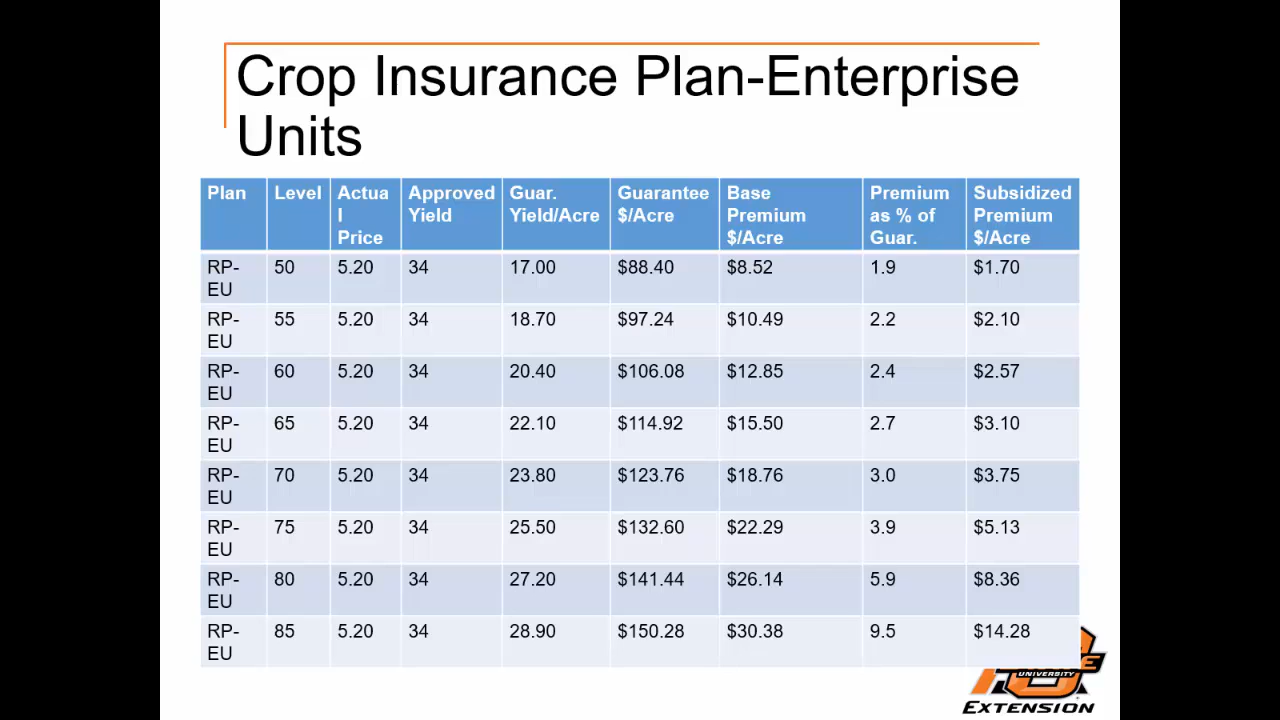 Crop Insurance Plan-Enterprise
Units
Plan Level Actua
l
Price Approved
Yield Guar.
Yield/Acre Guarantee
$/Acre Base
Premium
$/Acre Premium
as % of
Guar. Subsidized
Premium
$/Acre
RP-
EU 50 5.20 34 17.00 $88.40 $8.52 1.9 $1.70
RP-
EU 55 5.20 34 18.70 $97.24 $10.49 2.2 $2.10
RP-
EU 60 5.20 34 20.40 $106.08 $12.85 2.4 $2.57
RP-
EU 65 5.20 34 22.10 $114.92 $15.50 2.7 $3.10
RP-
EU 70 5.20 34 23.80 $123.76 $18.76 3.0 $3.75
RP-
EU 75 5.20 34 25.50 $132.60 $22.29 3.9 $5.13
RP-
EU 80 5.20 34 27.20 $141.44 $26.14 5.9 $8.36
RP-
EU 85 5.20 34 28.90 $150.28 $30.38 9.5 $14.28
UNIVERSITY
EXTENSION